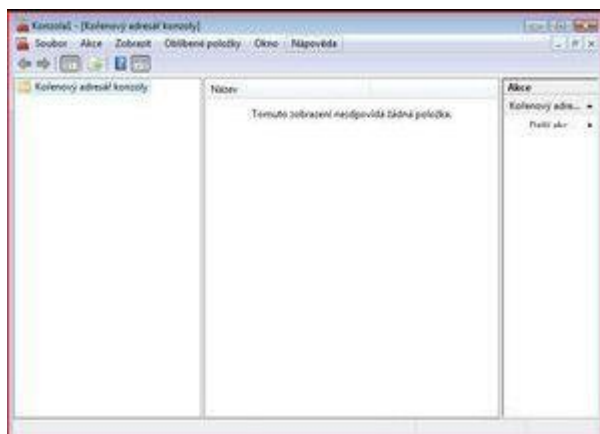 Konzola1 - [Kořenový adresář konzoly]
Soubor Akce Zobrazit Oblíbené položky Okno Nápověda
Kořenový adresář konzoly
Název
Tomuto zobrazení neodpovídá žádná položka.
Akce
Kořenový adre...
Další akc...